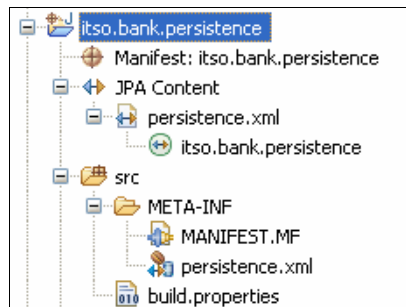 itso.bank.persistence
Manifest: itso.bank.persistence
JPA Content
persistence.xml
itso.bank.persistence
src
META-INF
MANIFEST.MF
persistence.xml
build.properties